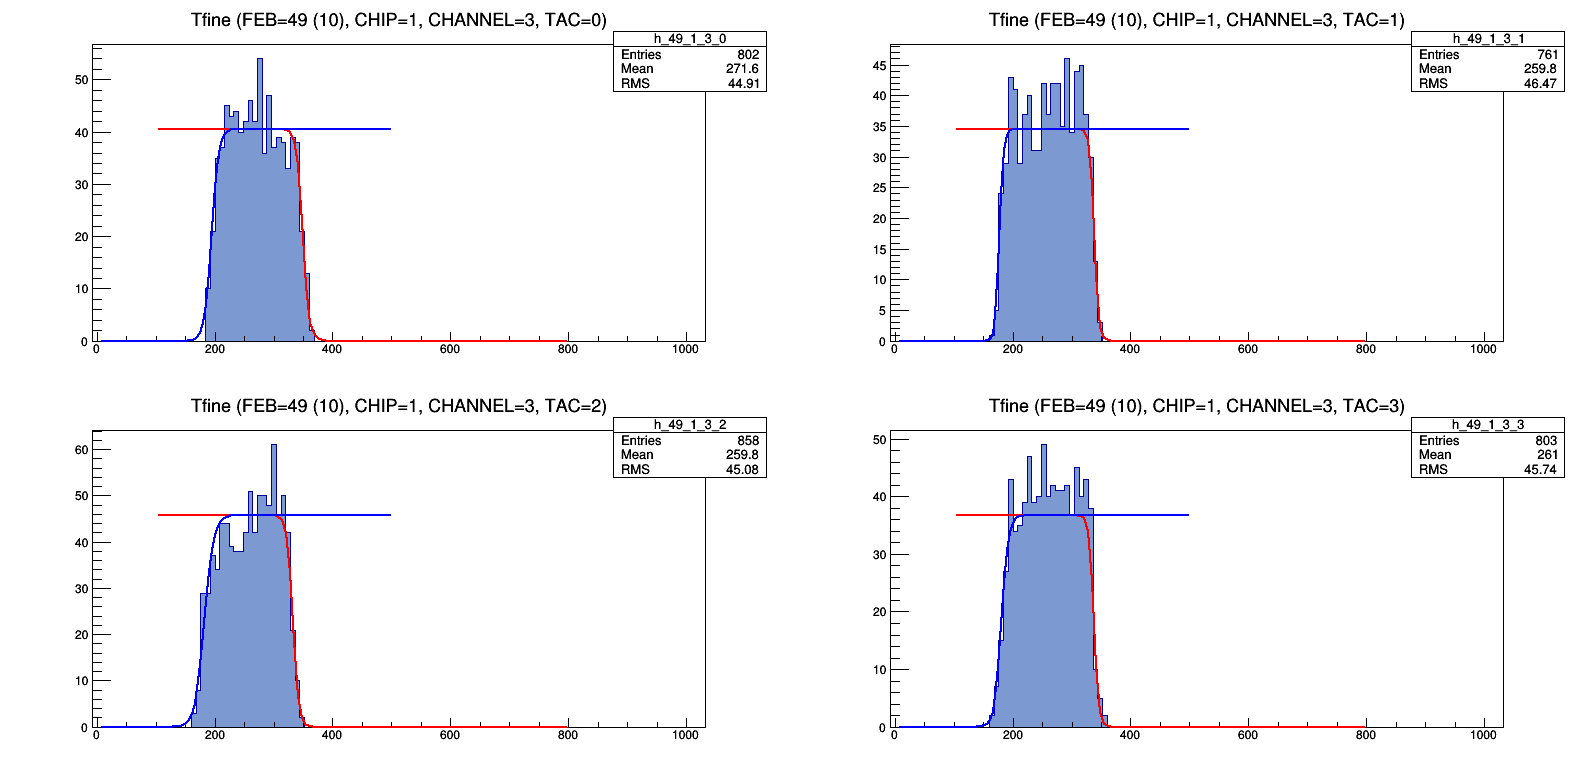 Tfine (FEB=49 (10), CHIP=1, CHANNEL=3, TAC=0)
h_49_1_3_0
Entries 802
Mean 271.6
RMS 44.91
50
40
30
20
10
0
0 200 400 600 800 1000
Tfine (FEB=49 (10), CHIP=1, CHANNEL=3, TAC=1)
h_49_1_3_1
Entries 761
Mean 259.8
RMS 46.47
45
40
35
30
25
20
15
10
5
0
0 200 400 600 800 1000
Tfine (FEB=49 (10), CHIP=1, CHANNEL=3, TAC=2)
h_49_1_3_2
Entries 858
Mean 259.8
RMS 45.08
60
50
40
30
20
10
0
0 200 400 600 800 1000
Tfine (FEB=49 (10), CHIP=1, CHANNEL=3, TAC=3)
h_49_1_3_3
Entries 803
Mean 261
RMS 45.74
50
40
30
20
10
0
0 200 400 600 800 1000